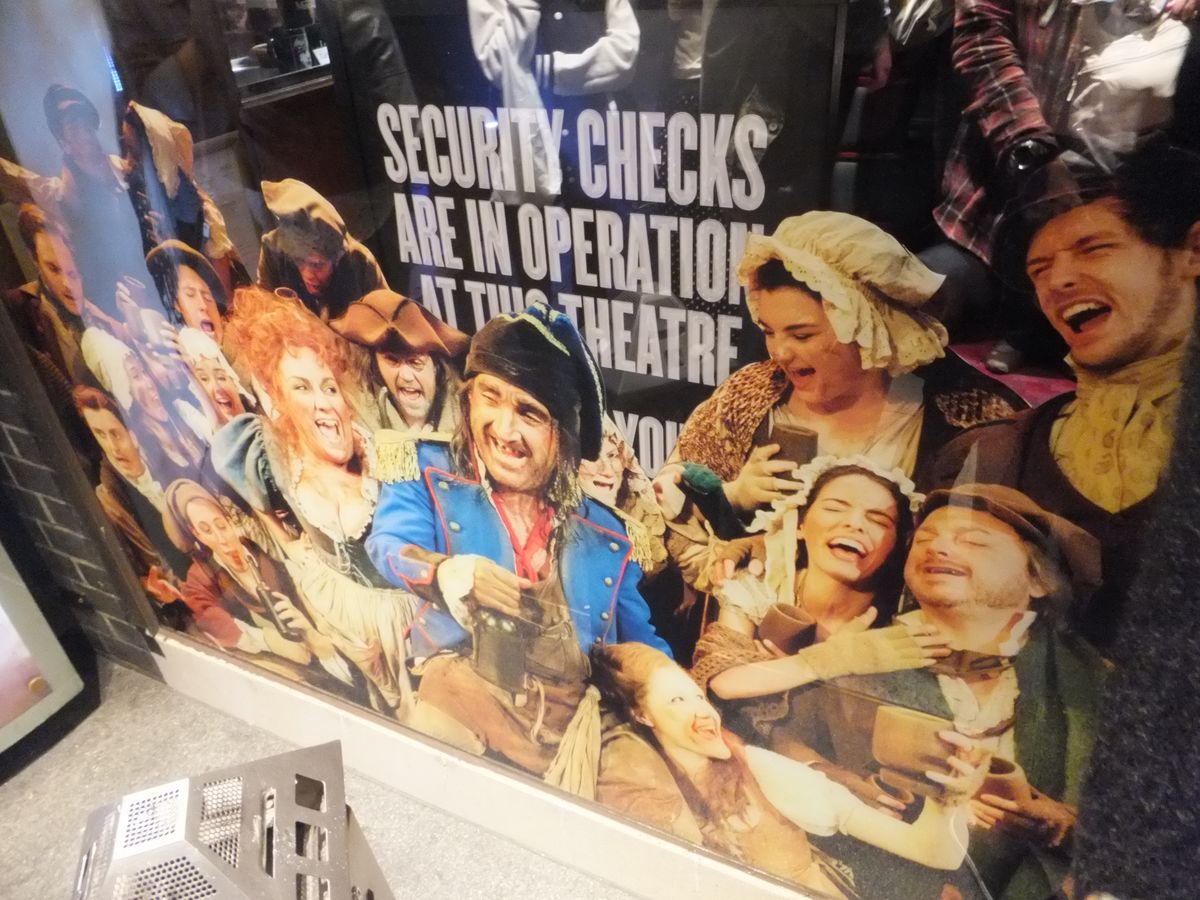 SECURITY CHECKS
ARE IN OPERATION
AT THIS THEATRE
YOU